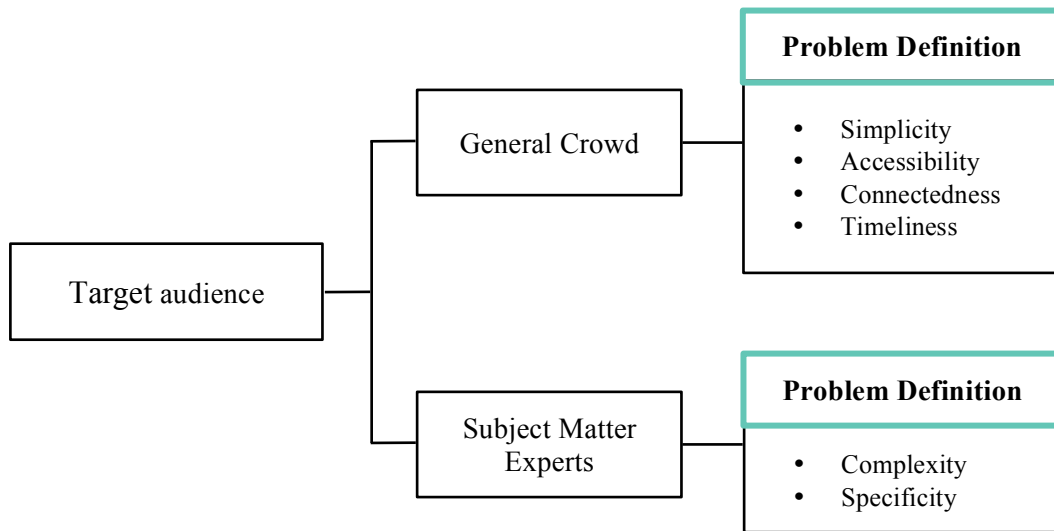 Target audience
General Crowd
Problem Definition
• Simplicity
• Accessibility
• Connectedness
• Timeliness
Subject Matter
Experts
Problem Definition
• Complexity
• Specificity